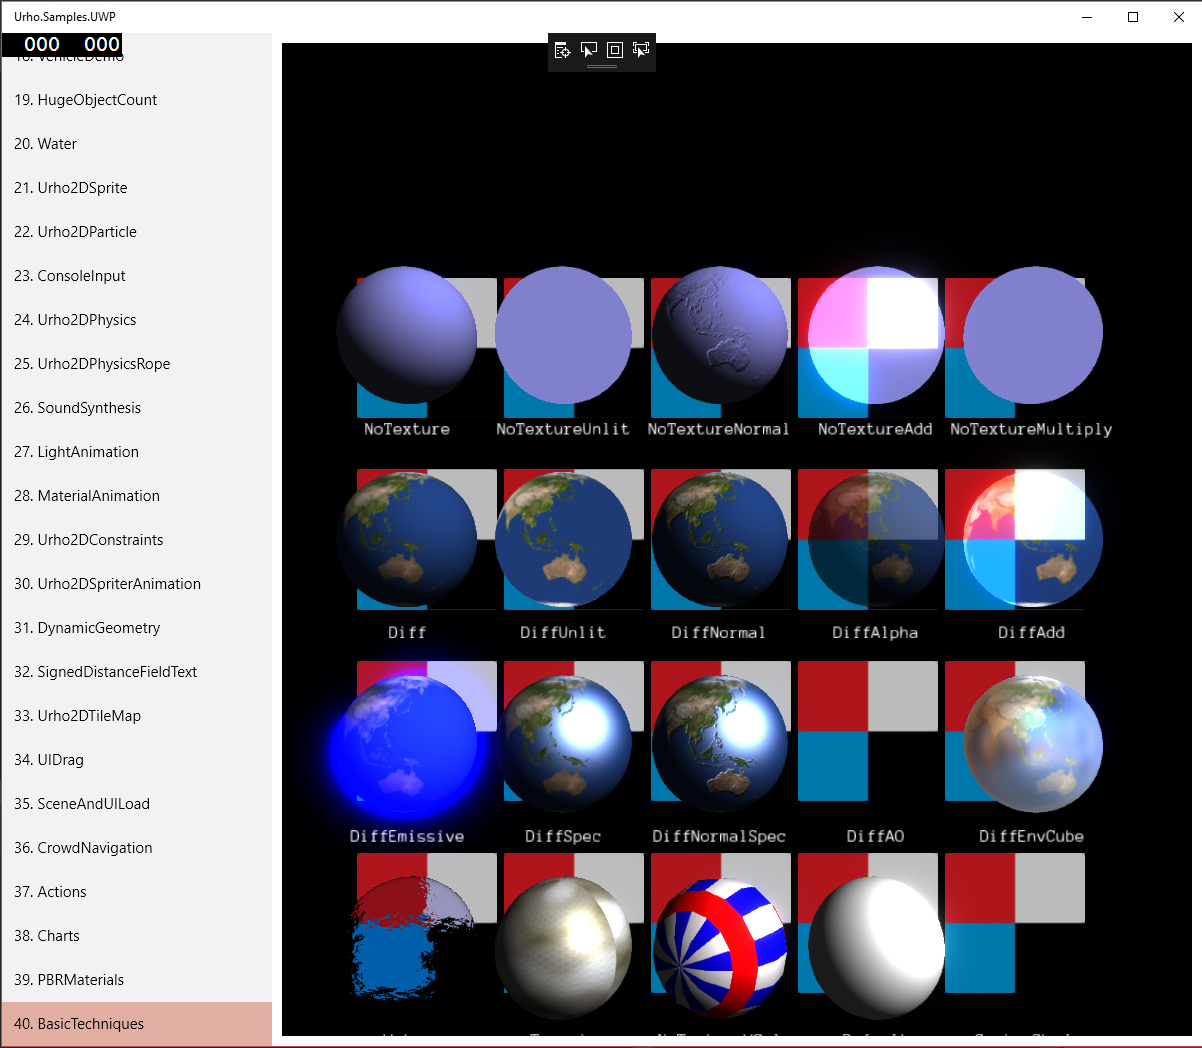 Urho.Samples.UWP
000 000
18. VehicleDemo
19. HugeObjectCount
20. Water
21. Urho2DSprite
22. Urho2DParticle
23. ConsoleInput
24. Urho2DPhysics
25. Urho2DPhysicsRope
26. SoundSynthesis
27. LightAnimation
28. MaterialAnimation
29. Urho2DConstraints
30. Urho2DSpriterAnimation
31. DynamicGeometry
32. SignedDistanceFieldText
33. Urho2DTileMap
34. UIDrag
35. SceneAndUILoad
36. CrowdNavigation
37. Actions
38. Charts
39. PBRMaterials
40. BasicTechniques
NoTexture NoTextureUnlit NoTextureNormal NoTextureAdd NoTextureMultiply
Diff DiffUnlit DiffNormal DiffAlpha DiffAdd
DiffEmissive DiffSpec DiffNormalSpec DiffAO DiffEnvCube